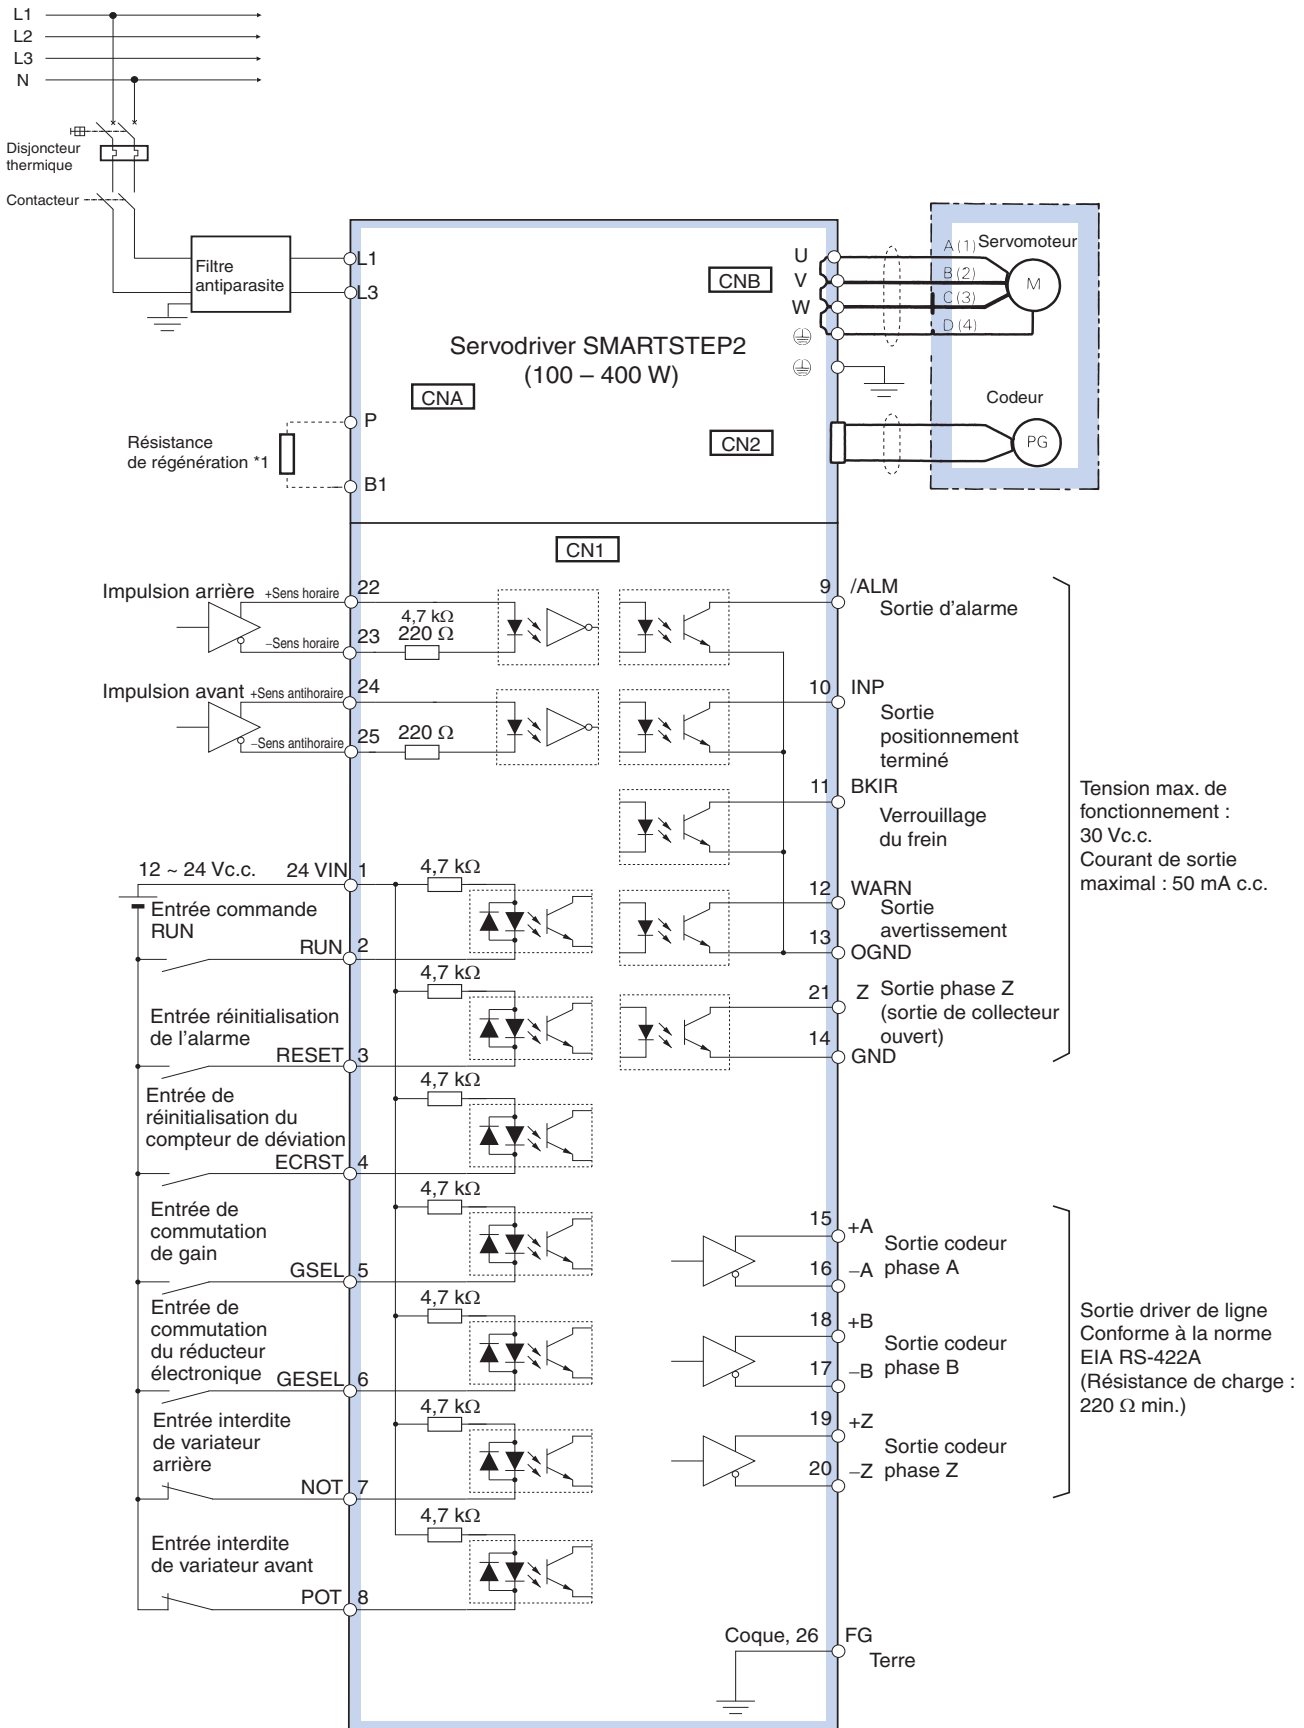 L1
L2
L3
N
Disjoncteur
thermique
Contacteur
Filtre
antiparasite
L1
L3
Servodriver SMARTSTEP2
(100 – 400 W)
CNA
CNB
CN2
U
V
W
A (1)
B (2)
C (3)
D (4)
Servomoteur
M
Codeur
PG
P
Résistance
de régénération *1
B1
CN1
Impulsion arrière
+Sens horaire
22
4,7 kΩ
220 Ω
–Sens horaire
23
Impulsion avant
+Sens antihoraire
24
–Sens antihoraire
25
220 Ω
12 ~ 24 Vc.c.
24 VIN
1
4,7 kΩ
Entrée commande
RUN
RUN
2
4,7 kΩ
Entrée réinitialisation
de l'alarme
RESET
3
4,7 kΩ
Entrée de
réinitialisation du
compteur de déviation
ECRST
4
4,7 kΩ
Entrée de
commutation
de gain
GSEL
5
4,7 kΩ
Entrée de
commutation
du réducteur
électronique
GESEL
6
4,7 kΩ
Entrée interdite
de variateur
arrière
NOT
7
4,7 kΩ
Entrée interdite
de variateur avant
POT
8
9
/ALM
Sortie d'alarme
10
INP
Sortie
positionnement
terminé
11
BKIR
Verrouillage
du frein
12
WARN
Sortie
avertissement
13
OGND
21
Z
Sortie phase Z
(sortie de collecteur
ouvert)
14
GND
Tension max. de
fonctionnement :
30 Vc.c.
Courant de sortie
maximal : 50 mA c.c.
15
+A
Sortie codeur
phase A
16
–A
18
+B
Sortie codeur
phase B
17
–B
19
+Z
Sortie codeur
phase Z
20
–Z
Sortie driver de ligne
Conforme à la norme
EIA RS-422A
(Résistance de charge :
220 Ω min.)
Coque, 26
FG
Terre